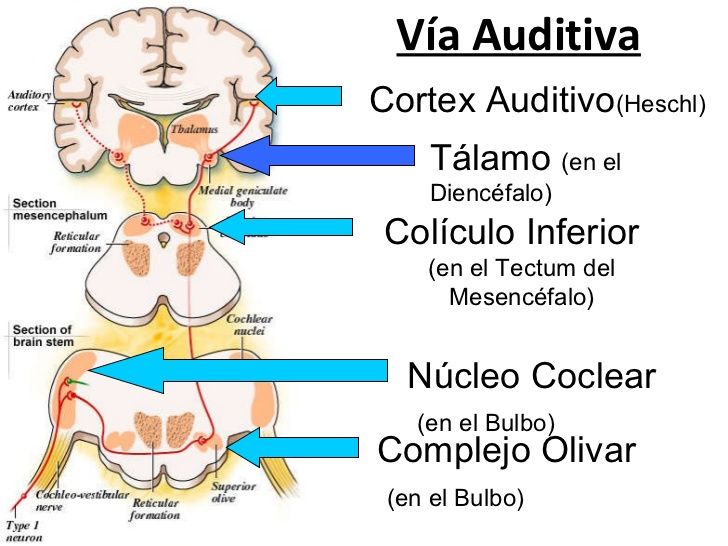 Vía Auditiva
Auditory
cortex
Cortex Auditivo(Heschl)
Thalamus
Tálamo (en el
Diencéfalo)
Medial geniculate
body
Section
mesencephalum
Reticular
formation
Colículo Inferior
(en el Tectum del
Mesencéfalo)
Section of
brain stem
Cochlear
nuclei
Núcleo Coclear
(en el Bulbo)
Complejo Olivar
(en el Bulbo)
Cochleo-vestibular
nerve
Reticular
formation
Superior
olive
Type 1
neuron